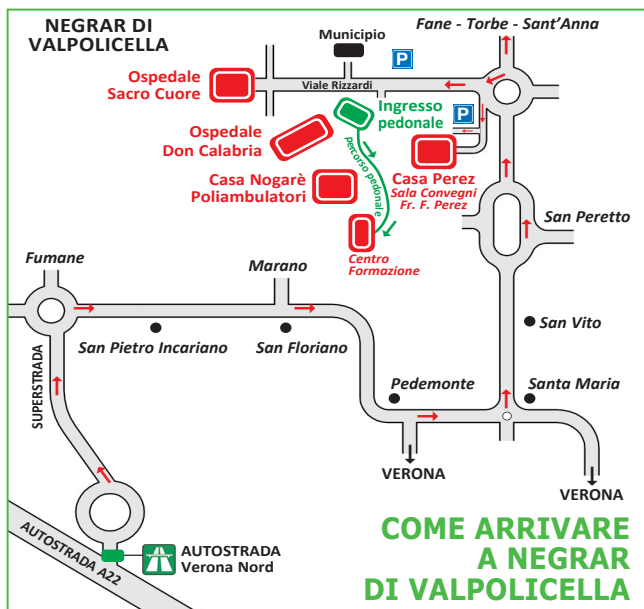 NEGRAR DI
VALPOLICELLA
Municipio
P
Fane - Torbe - Sant'Anna
Ospedale
Sacro Cuore
Viale Rizzardi
Ingresso
pedonale
P
Ospedale
Don Calabria
percorso pedonale
Casa Nogarè
Poliambulatori
Casa Perez
Sala Convegni
Fr. F. Perez
San Peretto
Centro
Formazione
Fumane
Marano
San Pietro Incariano
San Floriano
San Vito
SUPERSTRADA
Pedemonte
Santa Maria
VERONA
VERONA
AUTOSTRADA A22
AUTOSTRADA
Verona Nord
COME ARRIVARE
A NEGRAR
DI VALPOLICELLA